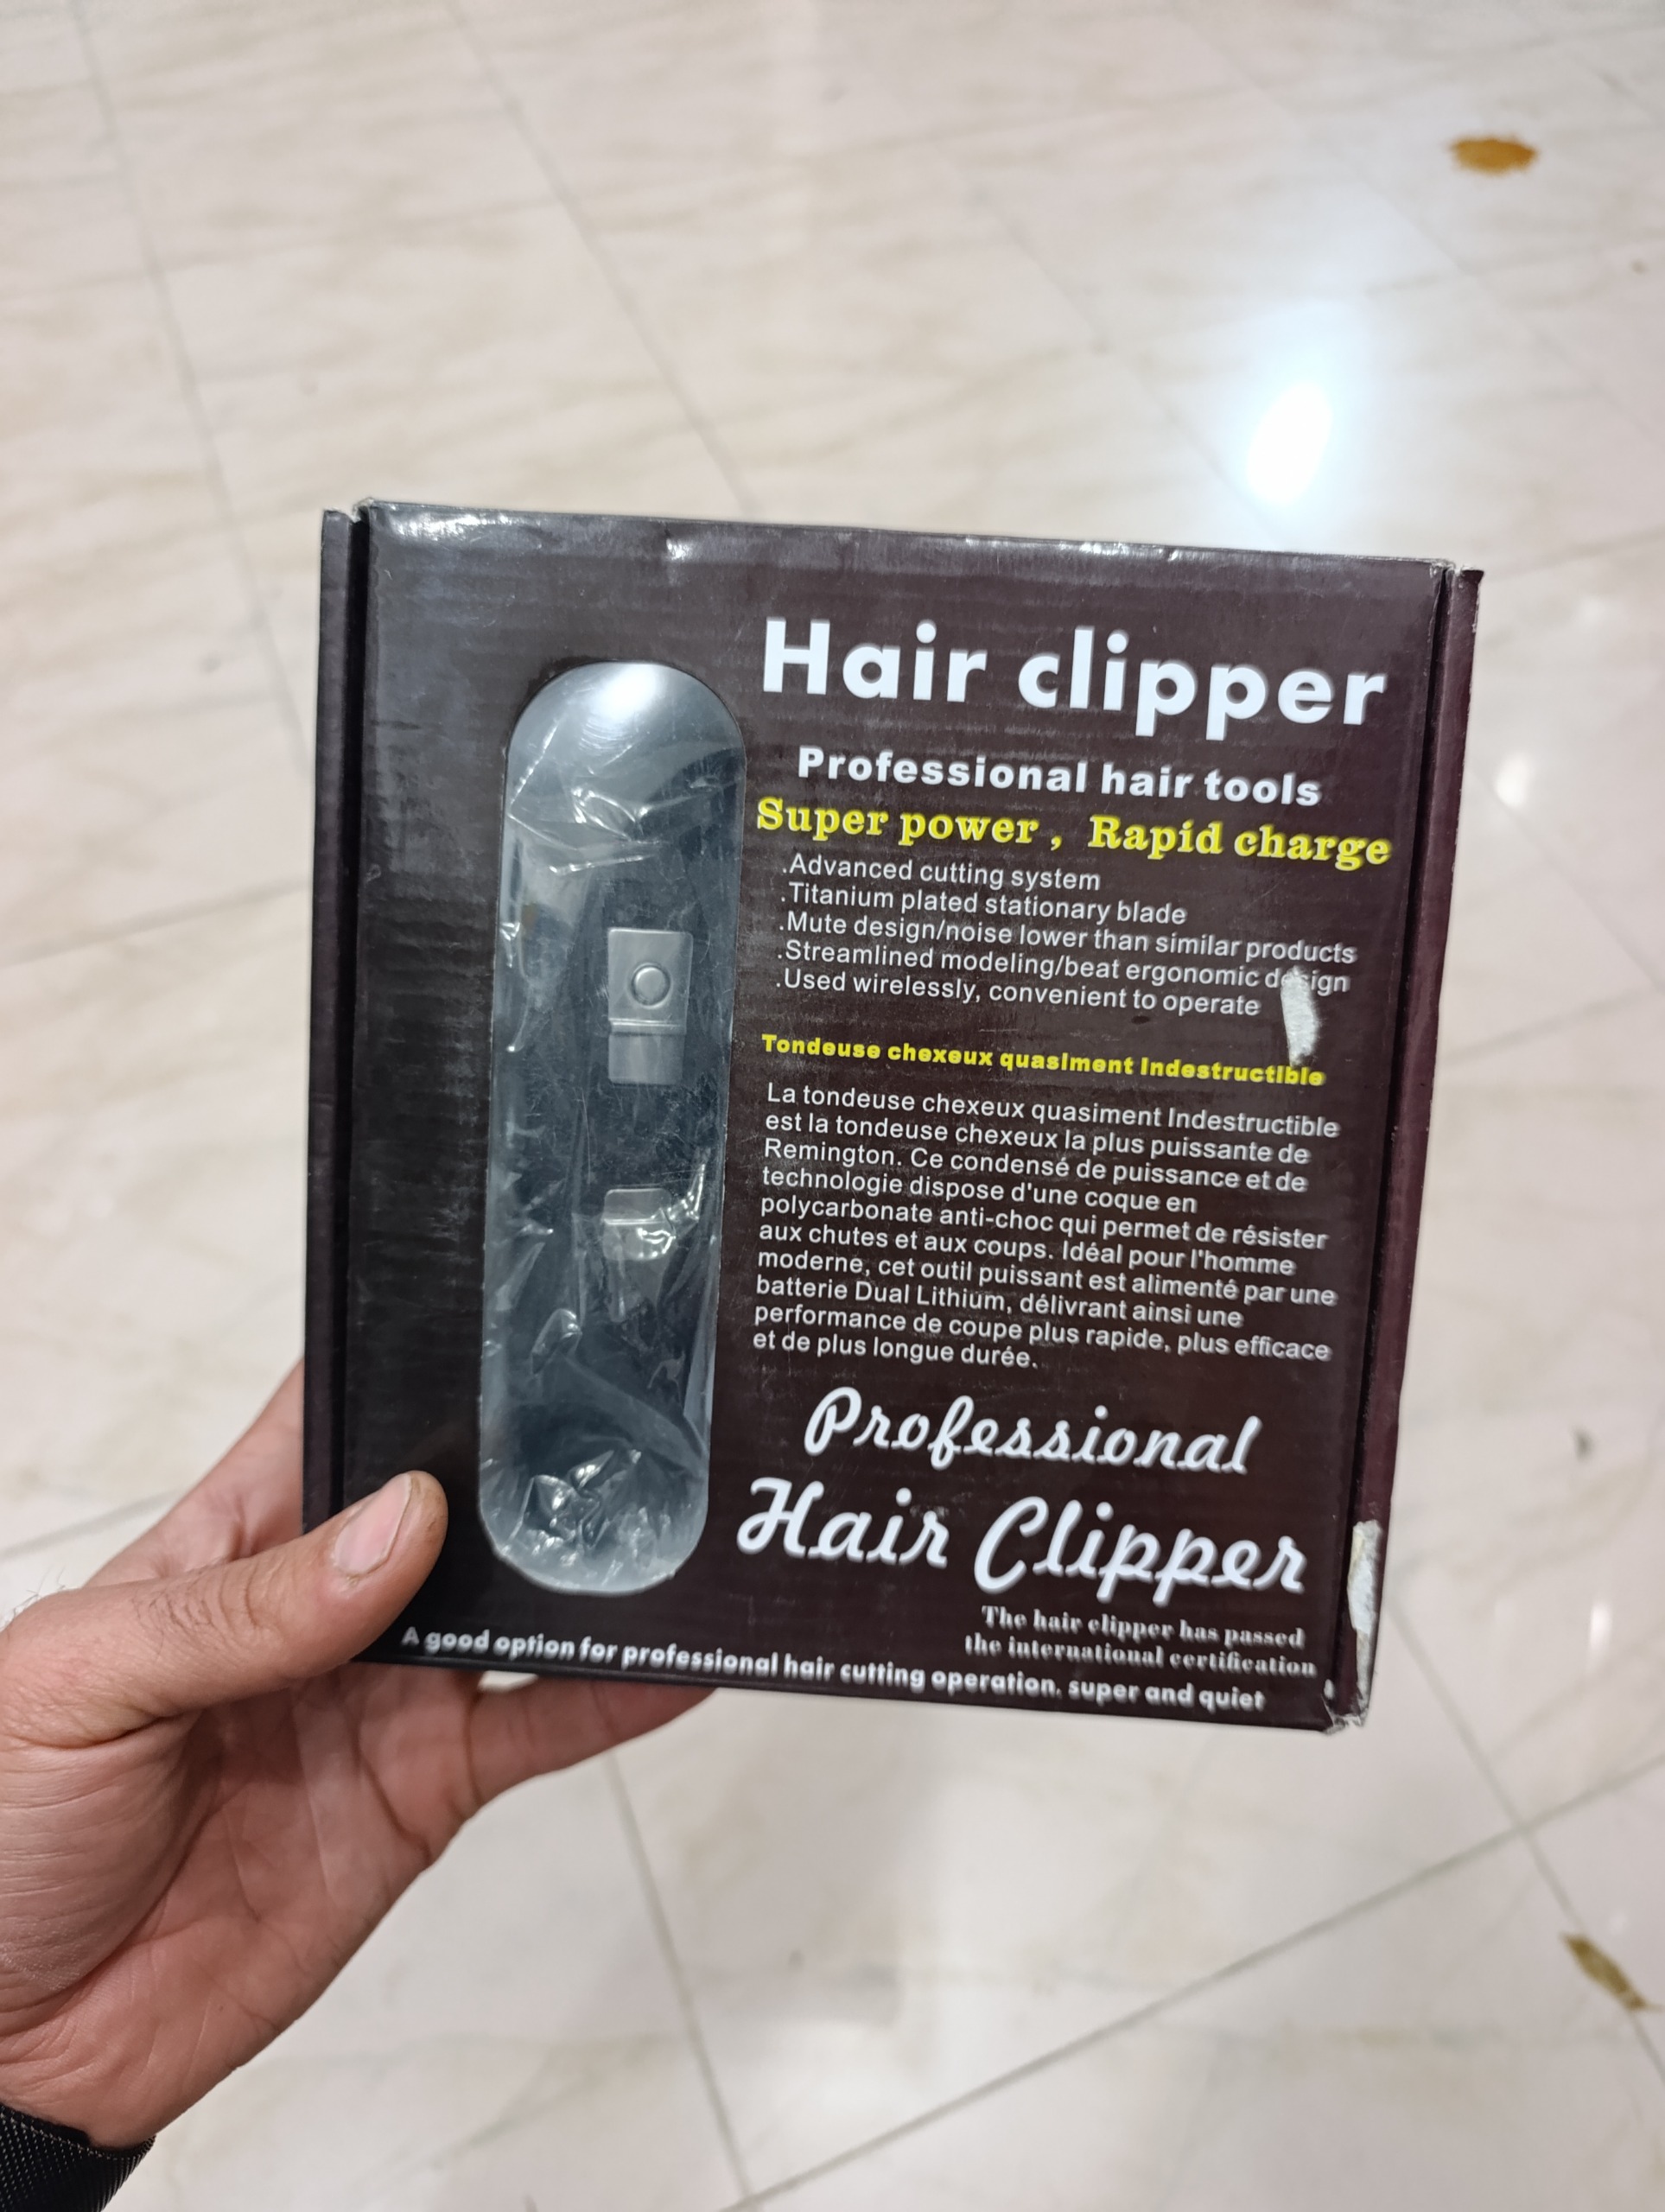 Hair clipper
Professional hair tools
Super power , Rapid charge
.Advanced cutting system
.Titanium plated stationary blade
.Mute design/noise lower than similar products
.Streamlined modeling/beat ergonomic design
.Used wirelessly, convenient to operate
Tondeuse chexeux quasiment Indestructible
La tondeuse chexeux quasiment Indestructible
est la tondeuse chexeux la plus puissante de
Remington. Ce condensé de puissance et de
technologie dispose d'une coque en
polycarbonate anti-choc qui permet de résister
aux chutes et aux coups. Idéal pour l'homme
moderne, cet outil puissant est alimenté par une
batterie Dual Lithium, délivrant ainsi une
performance de coupe plus rapide, plus efficace
et de plus longue durée.
Professional
Hair Clipper
The hair clipper has passed
the international certification
A good option for professional hair cutting operation. super and quiet